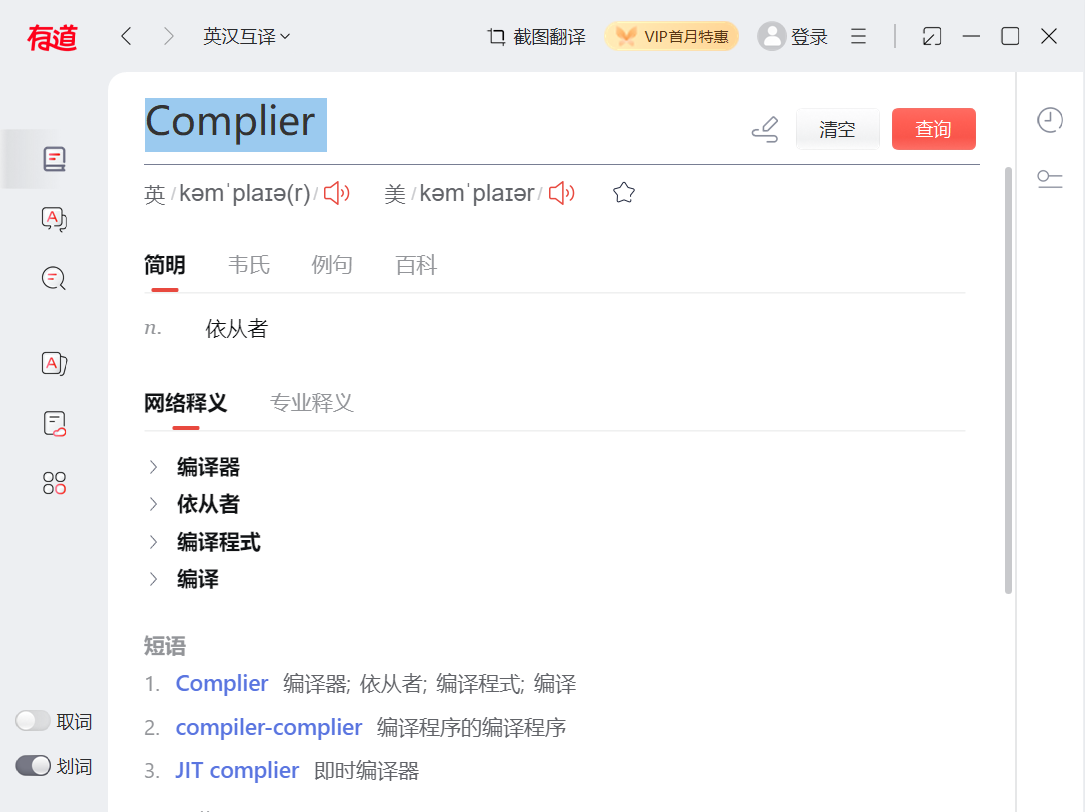 有道 英汉互译 截图翻译 VIP首月特惠 登录
Complier 清空 查询
英 /kəmˈplaɪə(r)/ 美 /kəmˈplaɪər/
简明 韦氏 例句 百科
n. 依从者
网络释义 专业释义
编译器
依从者
编译程式
编译
短语
1. Complier 编译器; 依从者; 编译程式; 编译
2. compiler-complier 编译程序的编译程序
3. JIT complier 即时编译器
取词
划词